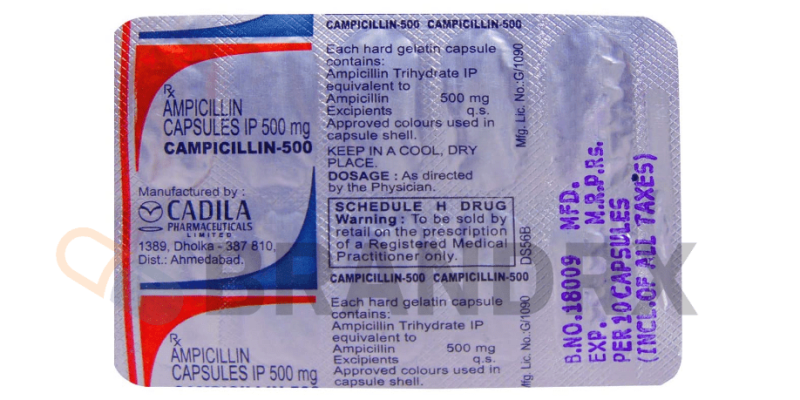 Rx
AMPICILLIN
CAPSULES IP 500 mg
CAMPICILLIN-500
Manufactured by :
CADILA
PHARMACEUTICALS
LIMITED
1389, Dholka - 387 810,
Dist.: Ahmedabad.
Rx
AMPICILLIN
CAPSULES IP 500 mg
CAMPICILLIN-500
CAMPICILLIN-500 CAMPICILLIN-500
Each hard gelatin capsule
contains:
Ampicillin Trihydrate IP
equivalent to
Ampicillin 500 mg
Excipients q.s.
Approved colours used in
capsule shell.
KEEP IN A COOL, DRY
PLACE.
DOSAGE : As directed
by the Physician.
SCHEDULE H DRUG
Warning : To be sold by
retail on the prescription
of a Registered Medical
Practitioner only.
CAMPICILLIN-500 CAMPICILLIN-500
Each hard gelatin capsule
contains:
Ampicillin Trihydrate IP
equivalent to
Ampicillin 500 mg
Excipients q.s.
Approved colours used in
capsule shell.
Mfg. Lic. No.:G/1090
DS56B
Mfg. Lic. No.:G/1090
B.NO.18009 MFD.
EXP. M.R.P.Rs.
PER 10 CAPSULES
(INCL.OF ALL TAXES)
BRANDRX